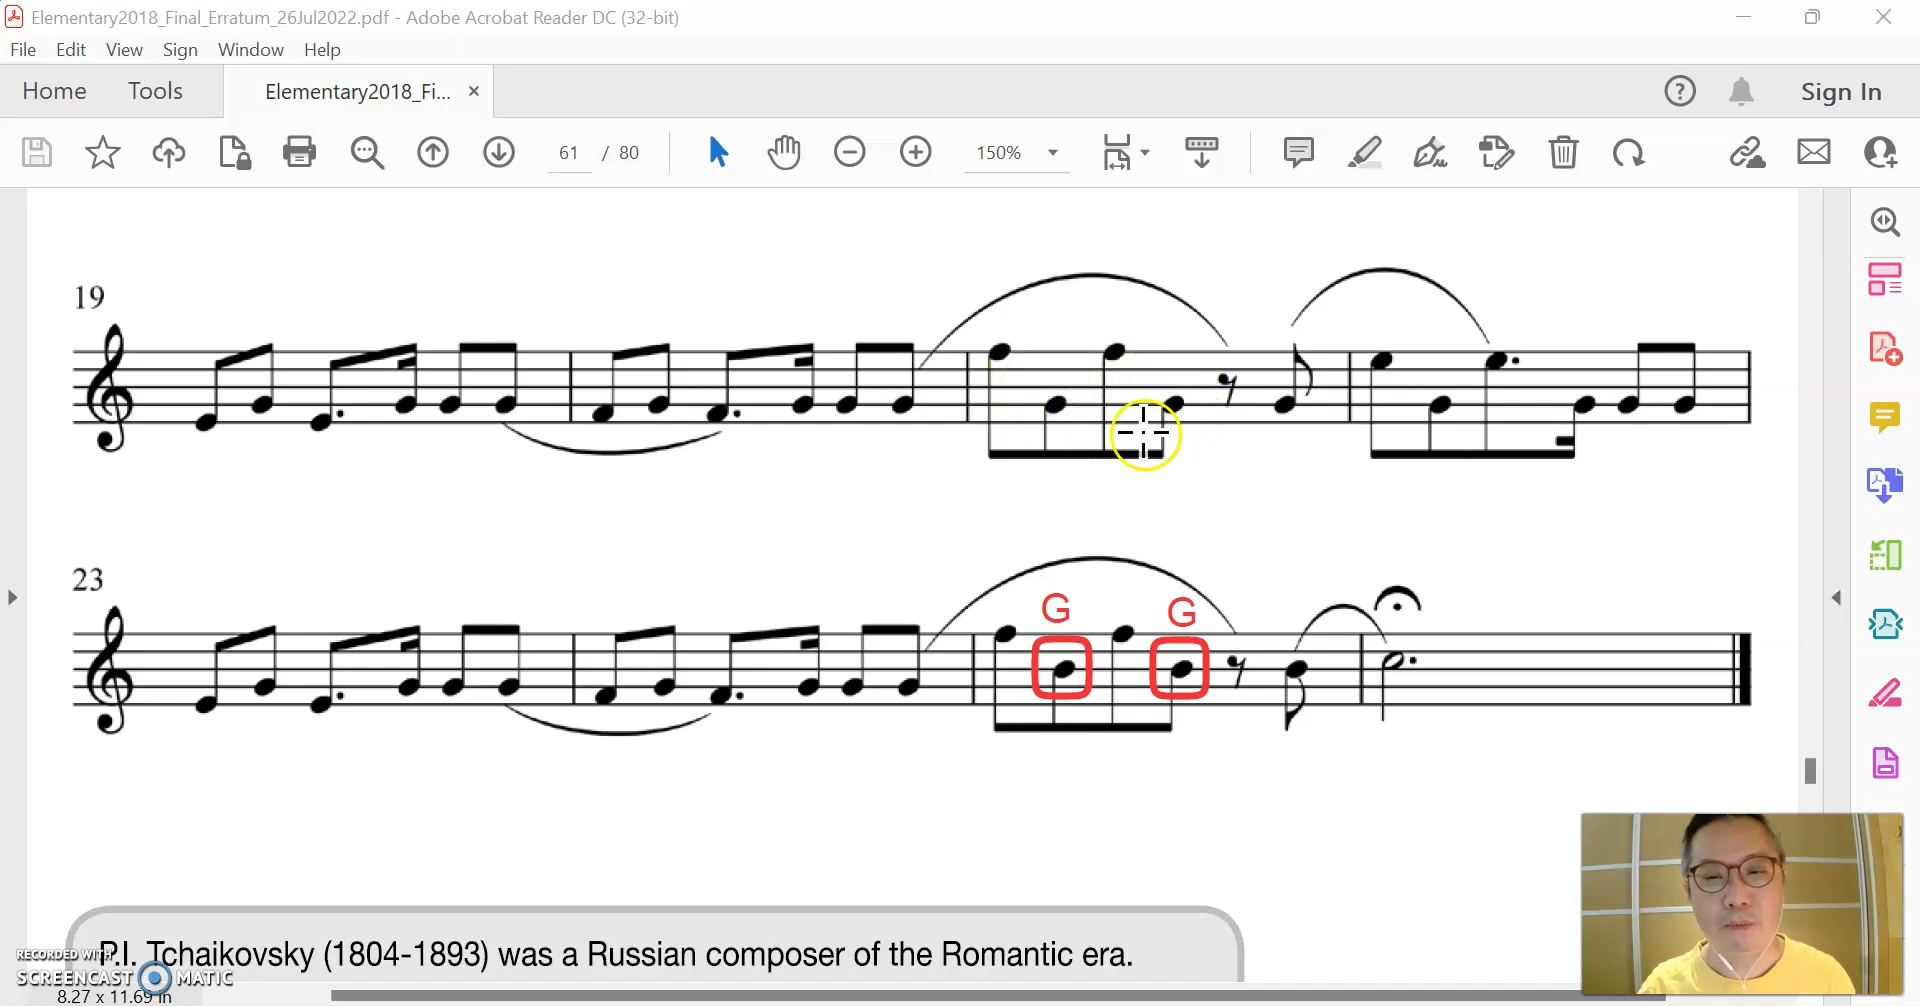 Elementary2018_Final_Erratum_26Jul2022.pdf - Adobe Acrobat Reader DC (32-bit)
File Edit View Sign Window Help
Home Tools Elementary2018_Fi... × Sign In
61 / 80 150%
19
23
G G
P.I. Tchaikovsky (1804-1893) was a Russian composer of the Romantic era.
RECORDED WITH
SCREENCAST MATIC
8.27 x 11.69 in